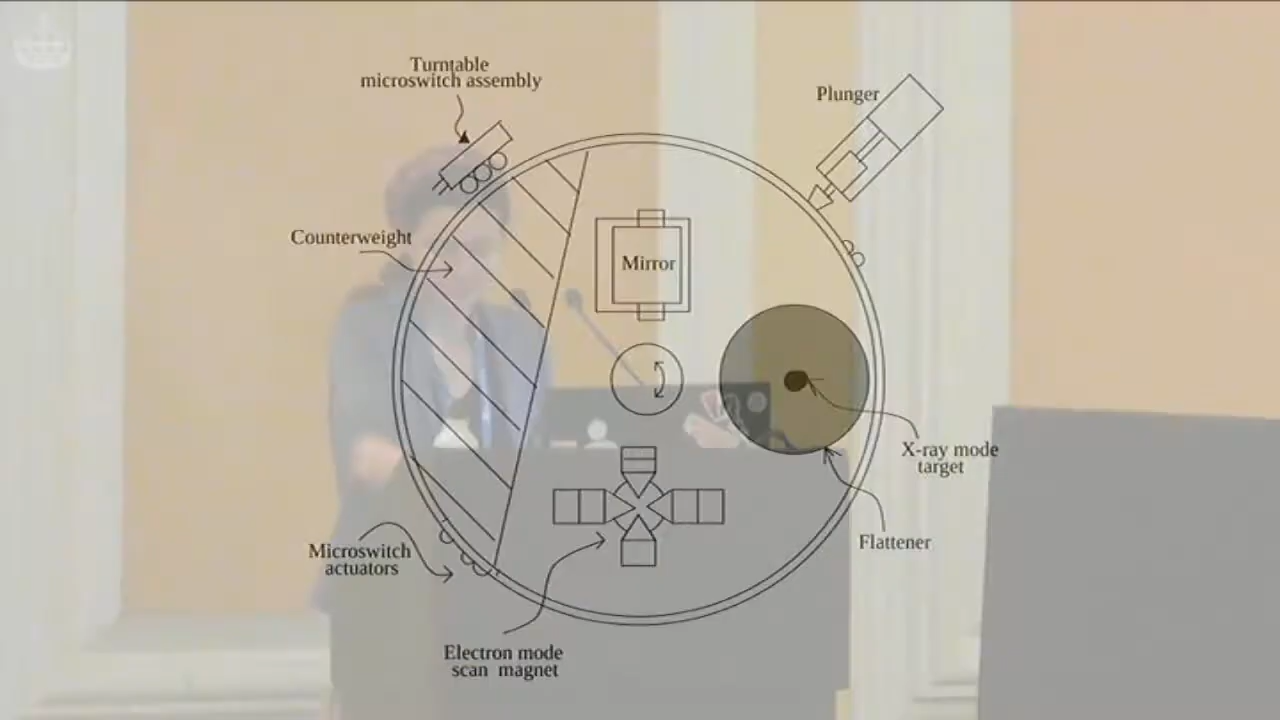 Turntable
microswitch assembly
Plunger
Counterweight
Mirror
X-ray mode
target
Flattener
Microswitch
actuators
Electron mode
scan magnet